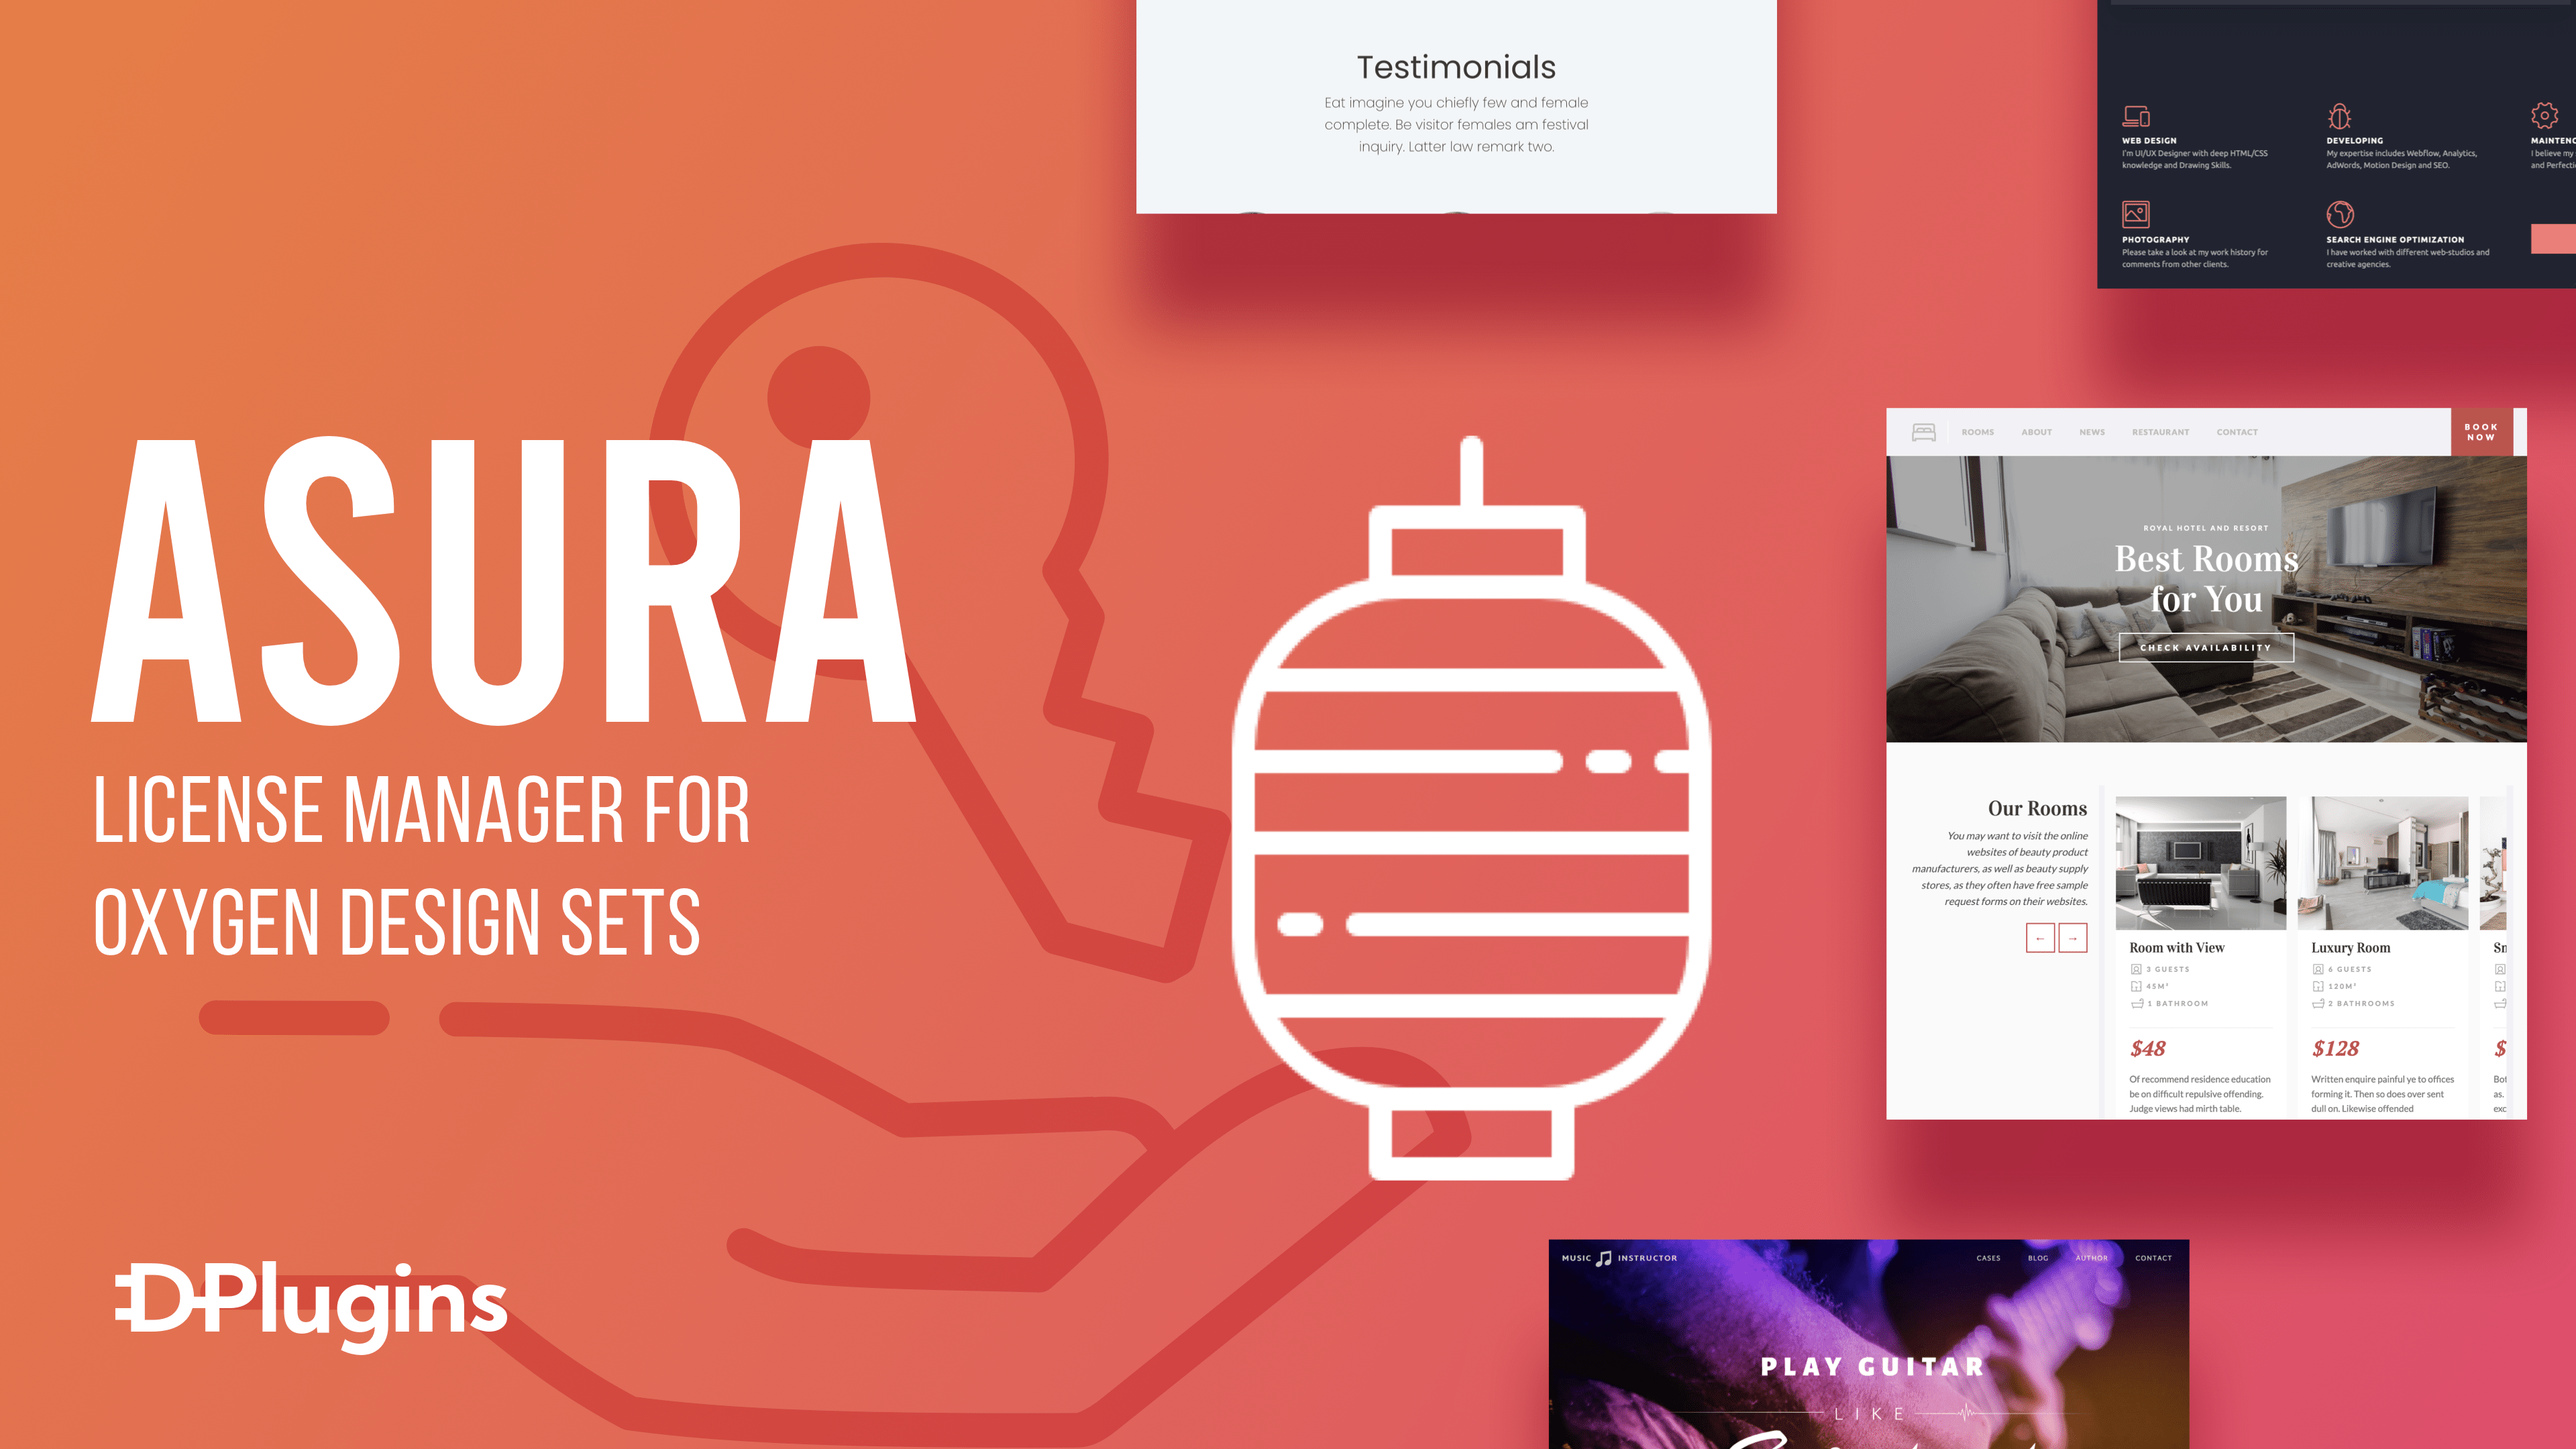 ASURA
LICENSE MANAGER FOR
OXYGEN DESIGN SETS
DPlugins
Testimonials
Eat imagine you chiefly few and female
complete. Be visitor females am festival
inquiry. Latter law remark two.
WEB DESIGN
I'm UI/UX Designer with deep HTML/CSS
knowledge and Drawing Skills.
DEVELOPING
My expertise includes Webflow, Analytics,
AdWords, Motion Design and SEO.
I believe my
PHOTOGRAPHY
Please take a look at my work history for
comments from other clients.
SEARCH ENGINE OPTIMIZATION
I have worked with different web-studios and
creative agencies.
ROOMS ABOUT NEWS RESTAURANT CONTACT
BOOK
NOW
ROYAL HOTEL AND RESORT
Best Rooms
for You
CHECK AVAILABILITY
Our Rooms
You may want to visit the online
websites of beauty product
manufacturers, as well as beauty supply
stores, as they often have free sample
request forms on their websites.
← →
Room with View
3 GUESTS
45M²
1 BATHROOM
$48
Of recommend residence education
be on difficult repulsive offending.
Judge views had mirth table.
Luxury Room
6 GUESTS
120M²
2 BATHROOMS
$128
Written enquire painful ye to offices
forming it. Then so does over sent
dull on. Likewise offended
$
as.
MUSIC INSTRUCTOR
CASES BLOG AUTHOR CONTACT
PLAY GUITAR
LIKE